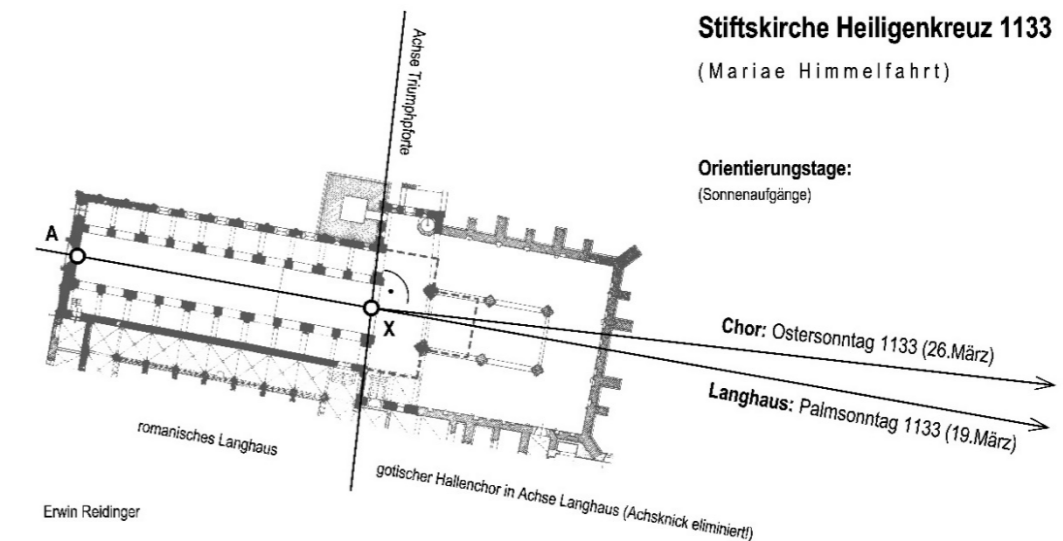 Stiftskirche Heiligenkreuz 1133
(Mariae Himmelfahrt)
Achse Triumphpforte
Orientierungstage:
(Sonnenaufgänge)
A
X
Chor: Ostersonntag 1133 (26.März)
Langhaus: Palmsonntag 1133 (19.März)
romanisches Langhaus
gotischer Hallenchor in Achse Langhaus (Achsknick eliminiert!)
Erwin Reidinger